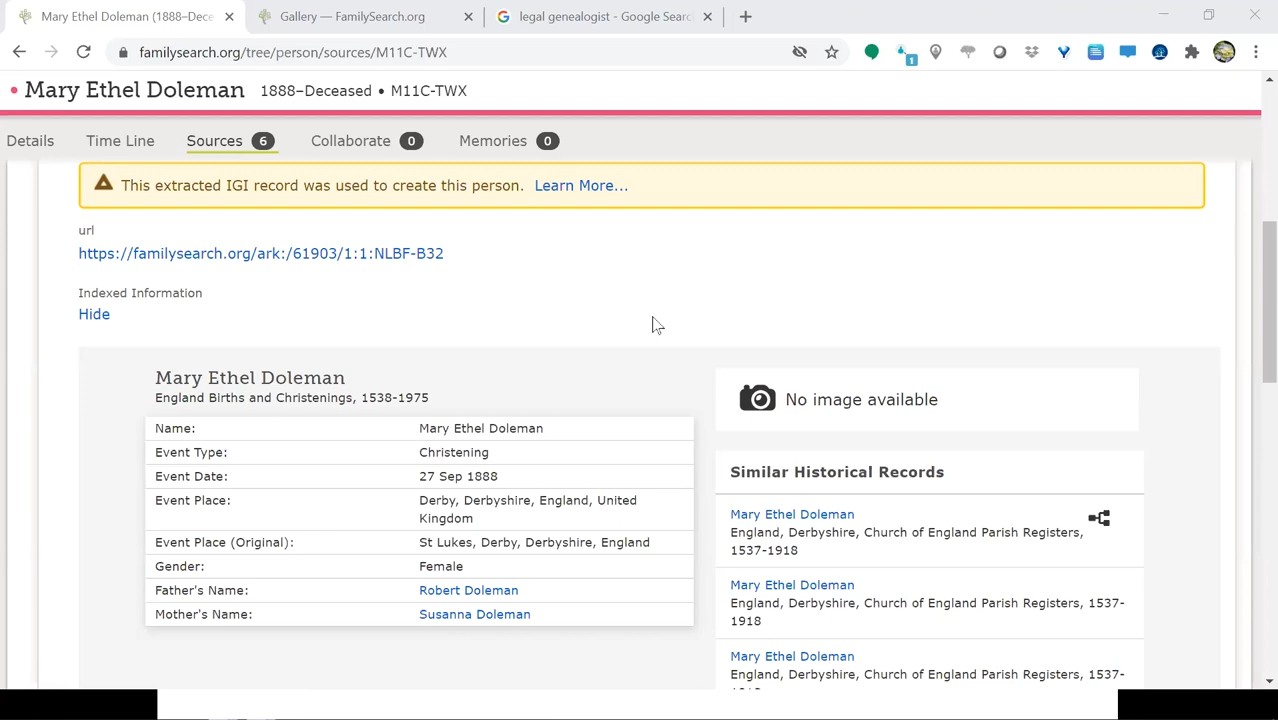 Mary Ethel Doleman (1888–Dece
Gallery — FamilySearch.org
legal genealogist - Google Searc
familysearch.org/tree/person/sources/M11C-TWX
1
Mary Ethel Doleman 1888–Deceased • M11C-TWX
Details Time Line Sources 6 Collaborate 0 Memories 0
This extracted IGI record was used to create this person. Learn More...
url
https://familysearch.org/ark:/61903/1:1:NLBF-B32
Indexed Information
Hide
Mary Ethel Doleman
England Births and Christenings, 1538-1975
Name: Mary Ethel Doleman
Event Type: Christening
Event Date: 27 Sep 1888
Event Place: Derby, Derbyshire, England, United
Kingdom
Event Place (Original): St Lukes, Derby, Derbyshire, England
Gender: Female
Father's Name: Robert Doleman
Mother's Name: Susanna Doleman
No image available
Similar Historical Records
Mary Ethel Doleman
England, Derbyshire, Church of England Parish Registers,
1537-1918
Mary Ethel Doleman
England, Derbyshire, Church of England Parish Registers, 1537-
1918
Mary Ethel Doleman
England, Derbyshire, Church of England Parish Registers, 1537-